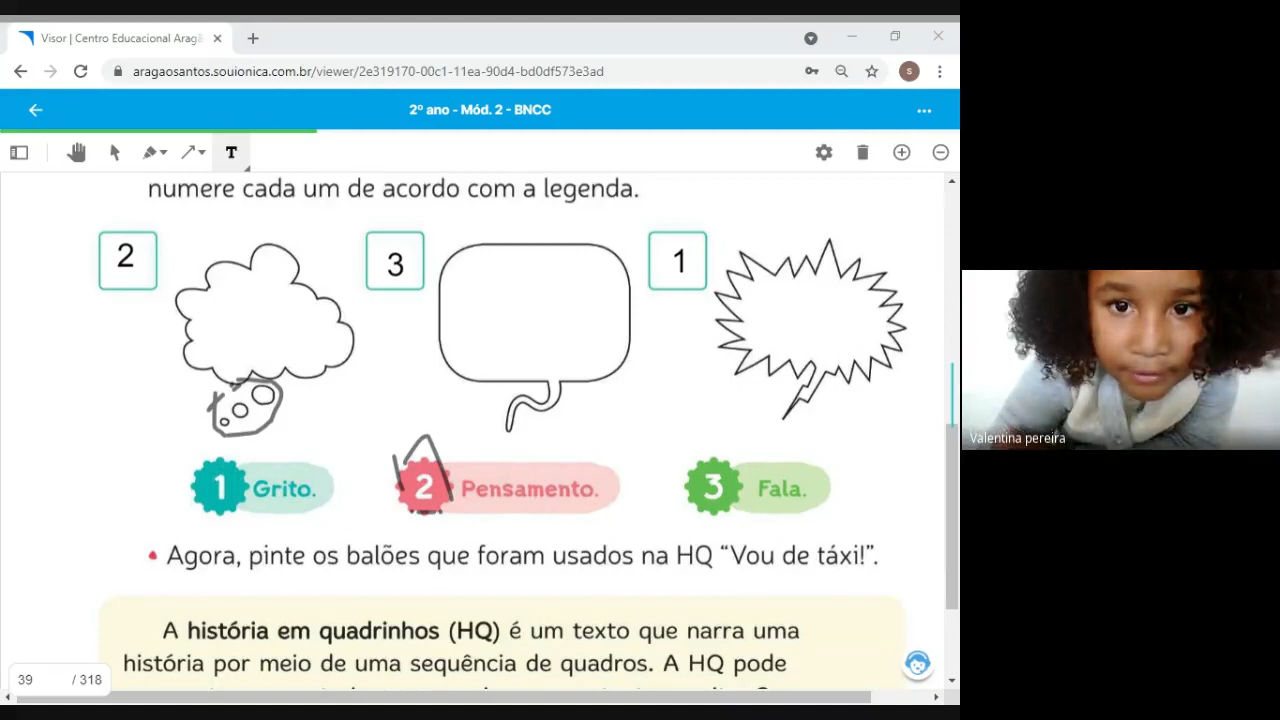 Visor | Centro Educacional Aragã
aragaosantos.souionica.com.br/viewer/2e319170-00c1-11ea-90d4-bd0df573e3ad
S
2º ano - Mód. 2 - BNCC
T
numere cada um de acordo com a legenda.
2
3
1
1 Grito.
2 Pensamento.
3 Fala.
• Agora, pinte os balões que foram usados na HQ “Vou de táxi!”.
A história em quadrinhos (HQ) é um texto que narra uma
história por meio de uma sequência de quadros. A HQ pode
39 / 318
Valentina pereira